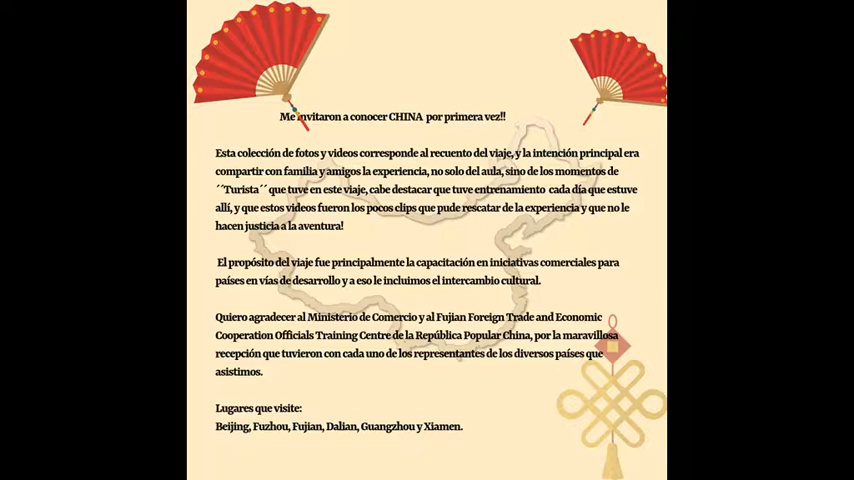 Me invitaron a conocer CHINA por primera vez!!
Esta colección de fotos y videos corresponde al recuento del viaje, y la intención principal era
compartir con familia y amigos la experiencia, no solo del aula, sino de los momentos de
´´Turista´´ que tuve en este viaje, cabe destacar que tuve entrenamiento cada día que estuve
allí, y que estos videos fueron los pocos clips que pude rescatar de la experiencia y que no le
hacen justicia a la aventura!
El propósito del viaje fue principalmente la capacitación en iniciativas comerciales para
países en vías de desarrollo y a eso le incluimos el intercambio cultural.
Quiero agradecer al Ministerio de Comercio y al Fujian Foreign Trade and Economic
Cooperation Officials Training Centre de la República Popular China, por la maravillosa
recepción que tuvieron con cada uno de los representantes de los diversos países que
asistimos.
Lugares que visite:
Beijing, Fuzhou, Fujian, Dalian, Guangzhou y Xiamen.